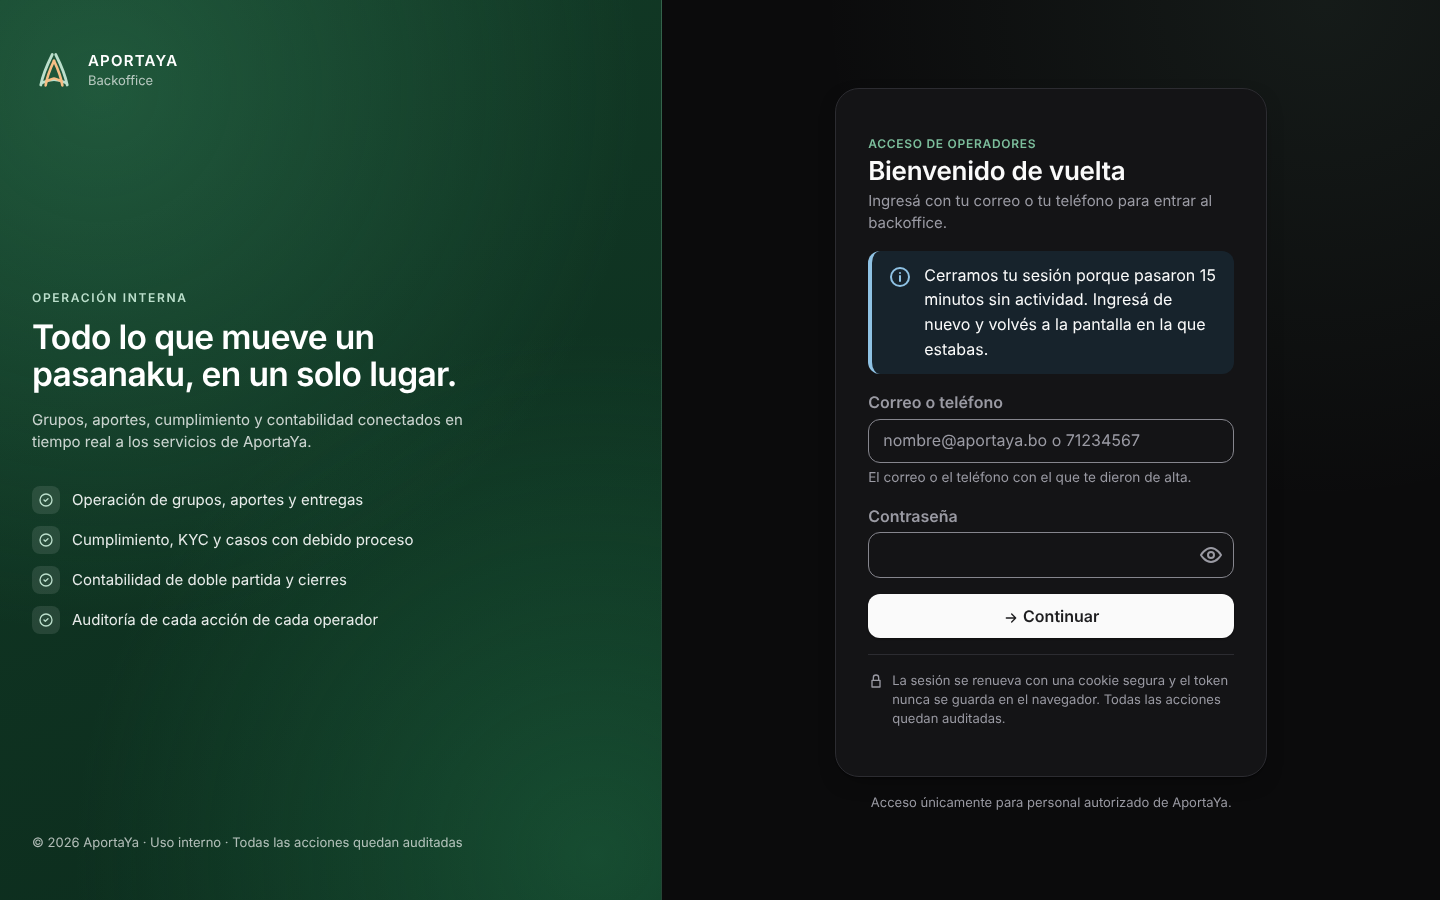 APORTAYA
Backoffice
OPERACIÓN INTERNA
Todo lo que mueve un
pasanaku, en un solo lugar.
Grupos, aportes, cumplimiento y contabilidad conectados en
tiempo real a los servicios de AportaYa.
Operación de grupos, aportes y entregas
Cumplimiento, KYC y casos con debido proceso
Contabilidad de doble partida y cierres
Auditoría de cada acción de cada operador
© 2026 AportaYa · Uso interno · Todas las acciones quedan auditadas
ACCESO DE OPERADORES
Bienvenido de vuelta
Ingresá con tu correo o tu teléfono para entrar al
backoffice.
Cerramos tu sesión porque pasaron 15
minutos sin actividad. Ingresá de
nuevo y volvés a la pantalla en la que
estabas.
Correo o teléfono
nombre@aportaya.bo o 71234567
El correo o el teléfono con el que te dieron de alta.
Contraseña
→ Continuar
La sesión se renueva con una cookie segura y el token
nunca se guarda en el navegador. Todas las acciones
quedan auditadas.
Acceso únicamente para personal autorizado de AportaYa.